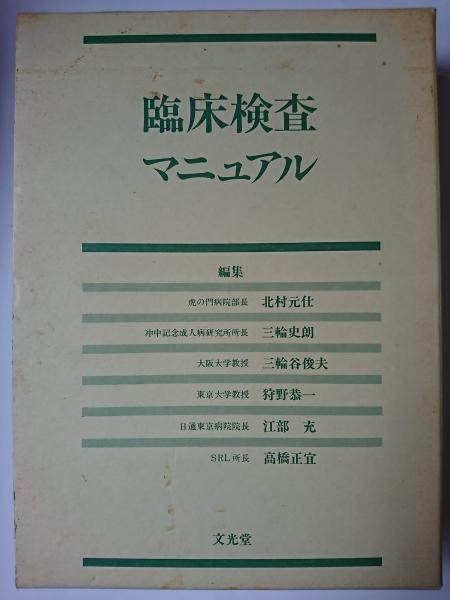 臨床検査
マニュアル
編集
虎の門病院部長 北村元仕
冲中記念成人病研究所所長 三輪史朗
大阪大学教授 三輪谷俊夫
東京大学教授 狩野恭一
日通東京病院院長 江部 充
SRL所長 高橋正宜
文光堂